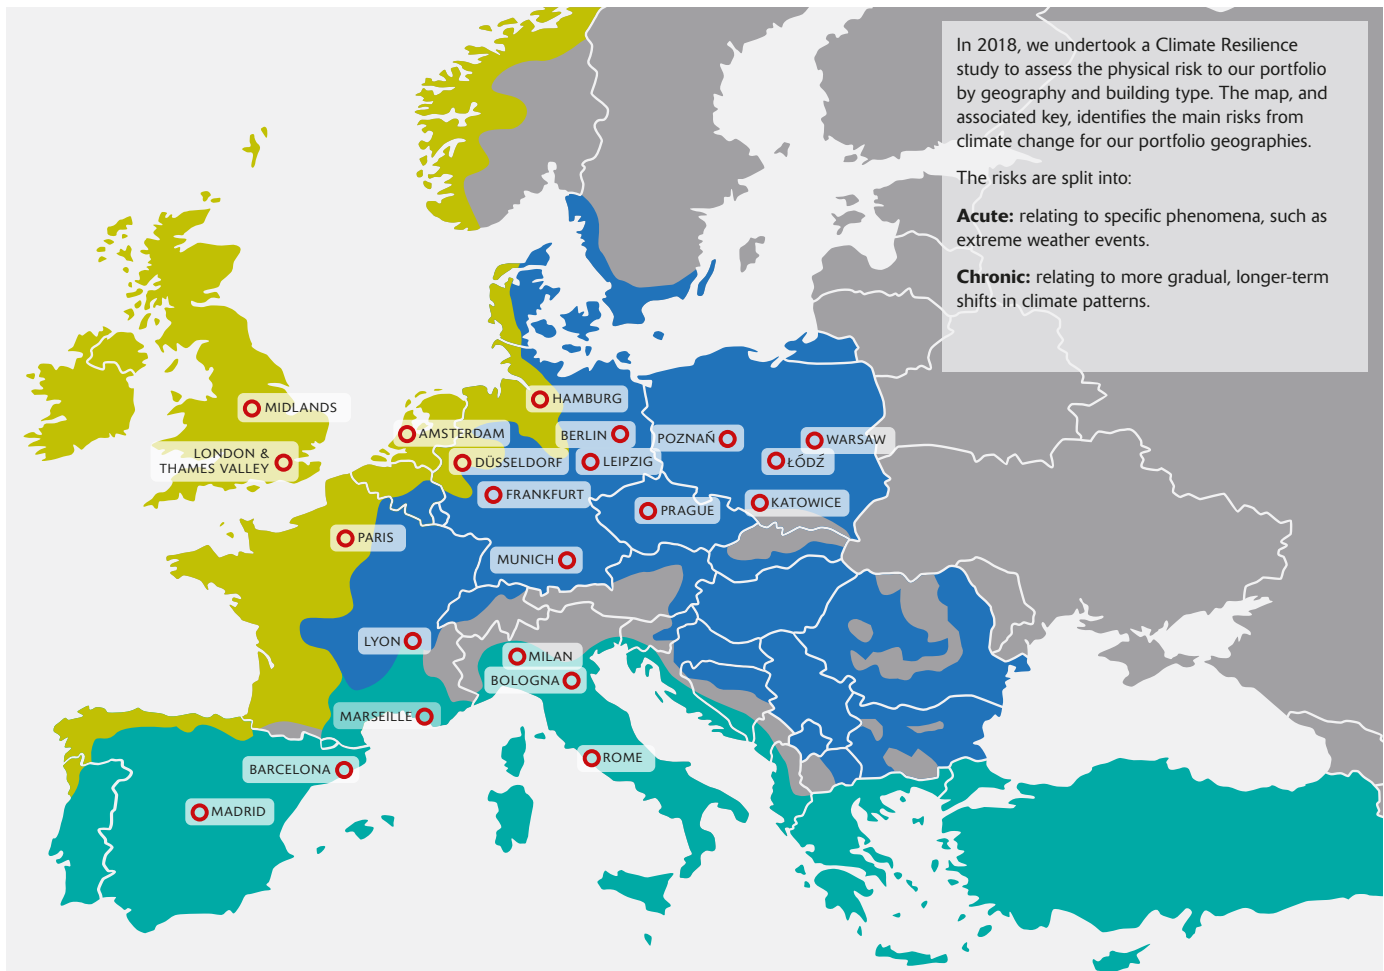 In 2018, we undertook a Climate Resilience
study to assess the physical risk to our portfolio
by geography and building type. The map, and
associated key, identifies the main risks from
climate change for our portfolio geographies.
The risks are split into:
Acute: relating to specific phenomena, such as
extreme weather events.
Chronic: relating to more gradual, longer-term
shifts in climate patterns.
MIDLANDS
LONDON &
THAMES VALLEY
AMSTERDAM
HAMBURG
BERLIN
POZNAŃ
WARSAW
DÜSSELDORF
LEIPZIG
ŁÓDŹ
FRANKFURT
PRAGUE
KATOWICE
PARIS
MUNICH
LYON
MILAN
BOLOGNA
MARSEILLE
ROME
BARCELONA
MADRID